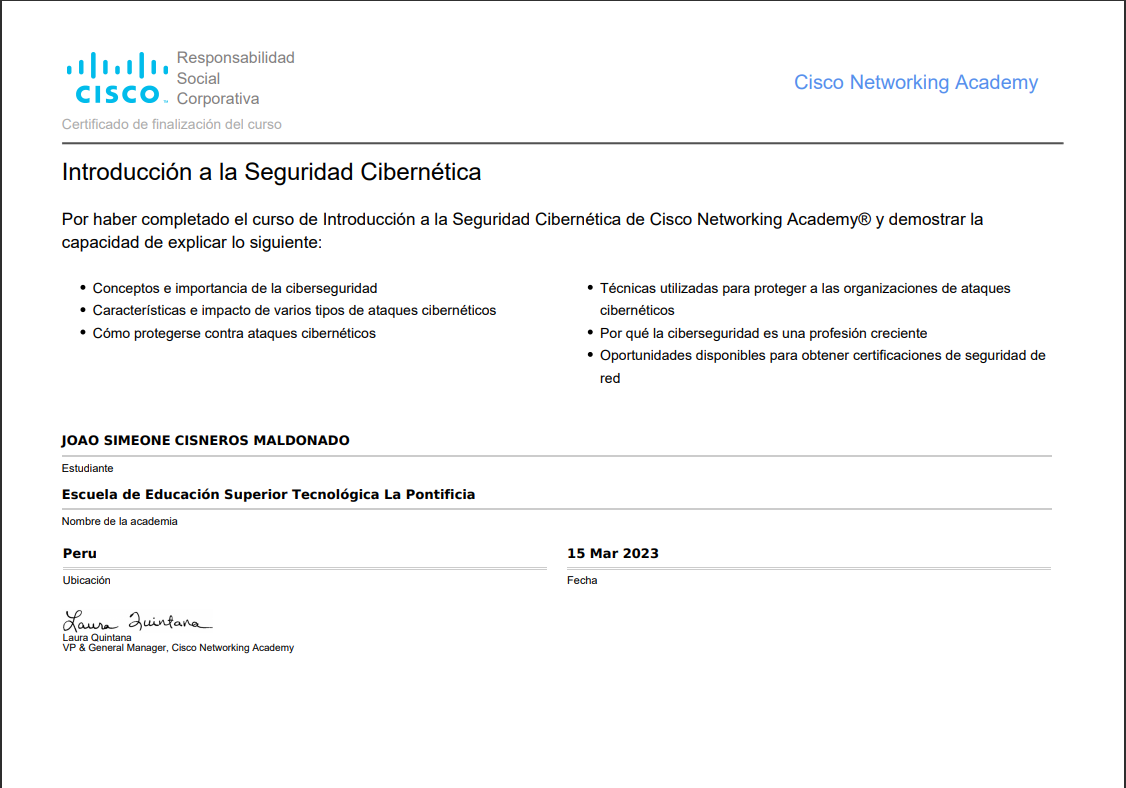 CISCO
Responsabilidad
Social
Corporativa
Cisco Networking Academy
Certificado de finalización del curso
Introducción a la Seguridad Cibernética
Por haber completado el curso de Introducción a la Seguridad Cibernética de Cisco Networking Academy® y demostrar la
capacidad de explicar lo siguiente:
• Conceptos e importancia de la ciberseguridad
• Características e impacto de varios tipos de ataques cibernéticos
• Cómo protegerse contra ataques cibernéticos
• Técnicas utilizadas para proteger a las organizaciones de ataques
cibernéticos
• Por qué la ciberseguridad es una profesión creciente
• Oportunidades disponibles para obtener certificaciones de seguridad de
red
JOAO SIMEONE CISNEROS MALDONADO
Estudiante
Escuela de Educación Superior Tecnológica La Pontificia
Nombre de la academia
Peru
Ubicación
15 Mar 2023
Fecha
Laura Quintana
Laura Quintana
VP & General Manager, Cisco Networking Academy